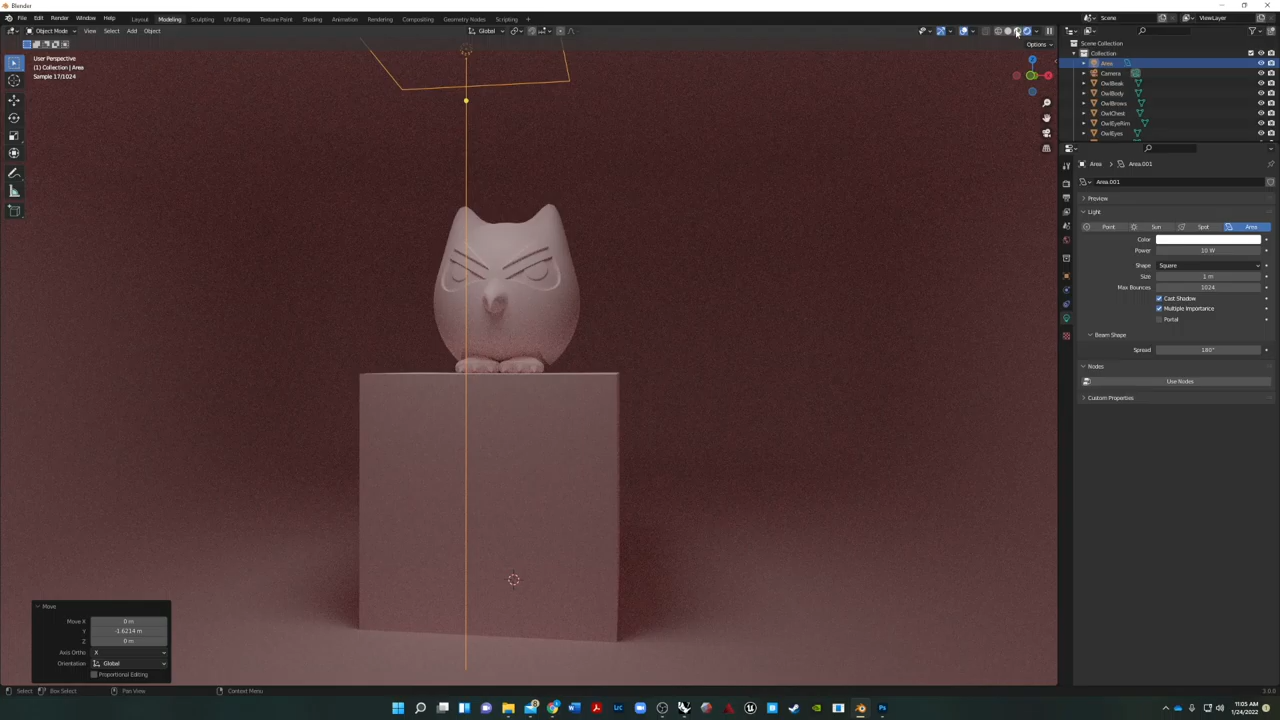 Blender
File Edit Render Window Help
Layout Modeling Sculpting UV Editing Texture Paint Shading Animation Rendering Compositing Geometry Nodes Scripting +
Scene ViewLayer
Object Mode View Select Add Object
Global
Options
User Perspective
(1) Collection | Area
Sample 17/1024
Scene Collection
Collection
Area
Camera
OwlBeak
OwlBody
OwlBrows
OwlChest
OwlEyeRim
OwlEyes
Area > Area.001
Area.001
Preview
Light
Point Sun Spot Area
Color
Power 10 W
Shape Square
Size 1 m
Max Bounces 1024
Cast Shadow
Multiple Importance
Portal
Beam Shape
Spread 180°
Nodes
Use Nodes
Custom Properties
Move
Move X 0 m
Y -1.6214 m
Z 0 m
Axis Ortho X
Orientation Global
Proportional Editing
Select Box Select Pan View Context Menu
11:05 AM
1/24/2022